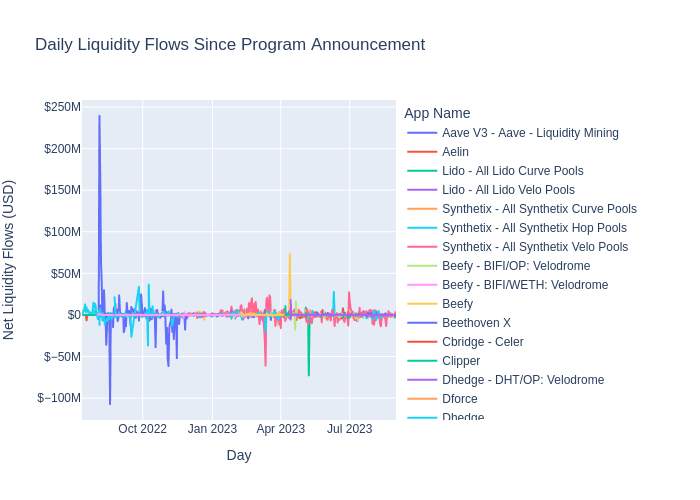 Daily Liquidity Flows Since Program Announcement
App Name
Aave V3 - Aave - Liquidity Mining
Aelin
Lido - All Lido Curve Pools
Lido - All Lido Velo Pools
Synthetix - All Synthetix Curve Pools
Synthetix - All Synthetix Hop Pools
Synthetix - All Synthetix Velo Pools
Beefy - BIFI/OP: Velodrome
Beefy - BIFI/WETH: Velodrome
Beefy
Beethoven X
Cbridge - Celer
Clipper
Dhedge - DHT/OP: Velodrome
Dforce
Dhedge
$250M
$200M
$150M
$100M
$50M
$0
$−50M
$−100M
Net Liquidity Flows (USD)
Oct 2022
Jan 2023
Apr 2023
Jul 2023
Day